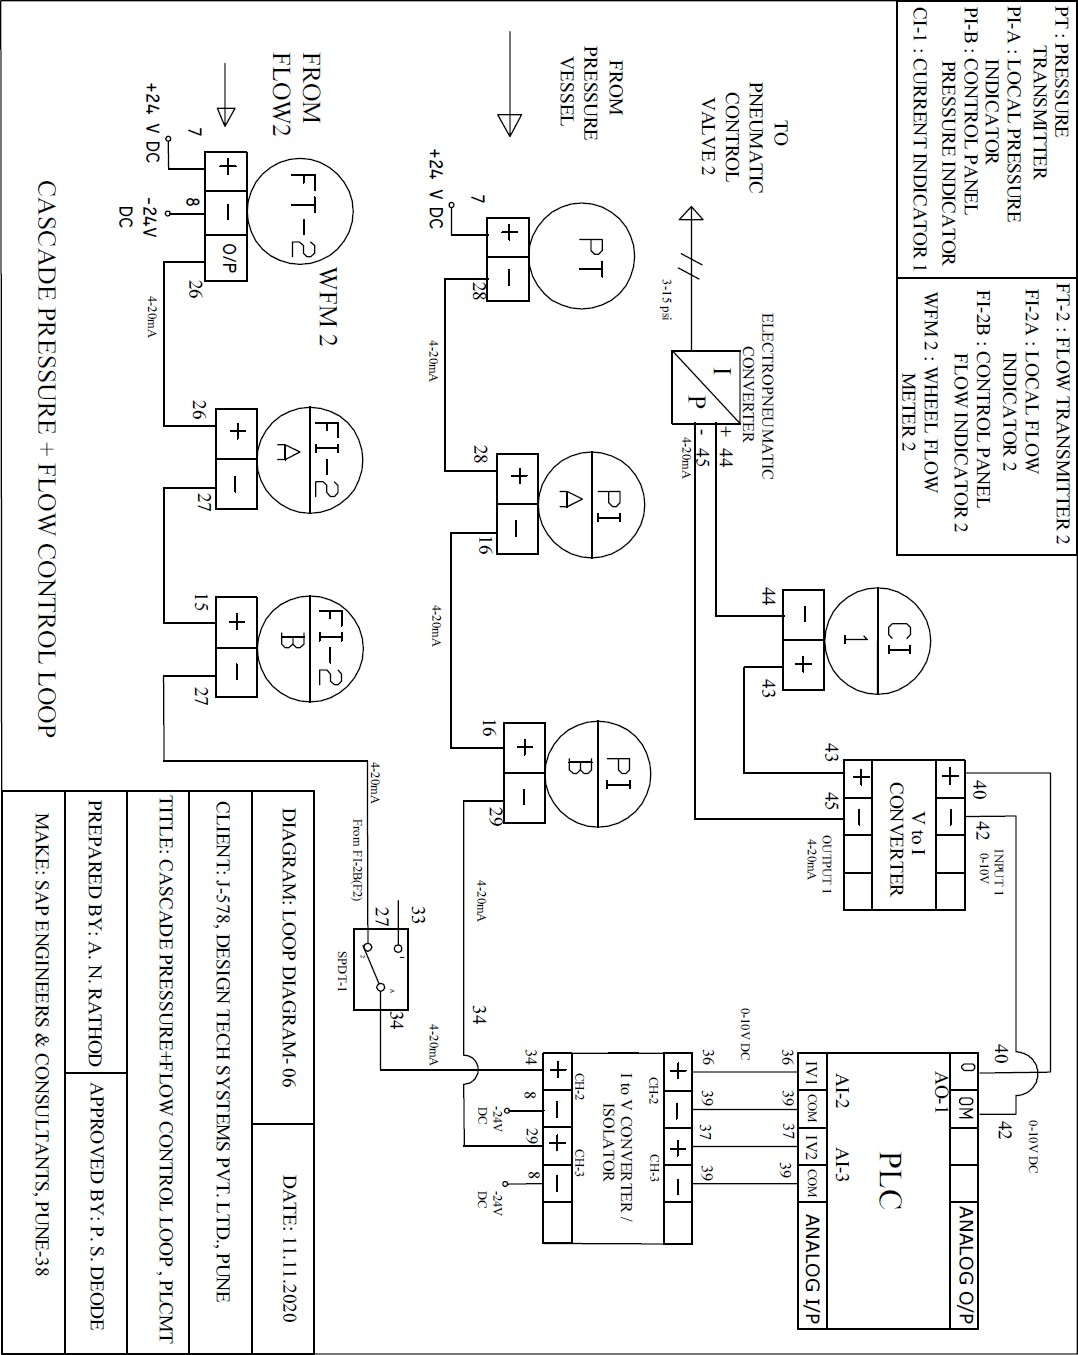 PT : PRESSURE
TRANSMITTER
PI-A : LOCAL PRESSURE
INDICATOR
PI-B : CONTROL PANEL
PRESSURE INDICATOR
CI-1 : CURRENT INDICATOR 1
FT-2 : FLOW TRANSMITTER 2
FI-2A : LOCAL FLOW
INDICATOR 2
FI-2B : CONTROL PANEL
FLOW INDICATOR 2
WFM 2 : WHEEL FLOW
METER 2
TO
PNEUMATIC
CONTROL
VALVE 2
3-15 psi
ELECTROPNEUMATIC
CONVERTER
I
P
+ 44
- 45
4-20mA
CI
1
44
- +
43
43
45
+ -
V to I
CONVERTER
+ -
40
42
INPUT 1
0-10V
OUTPUT 1
4-20mA
40
42
0-10V DC
O
OM
ANALOG O/P
AO-1
PLC
AI-2
AI-3
IV1
COM
IV2
COM
ANALOG I/P
36
39
37
39
0-10V DC
36
39
37
39
+ - + -
CH-2
CH-3
I to V CONVERTER /
ISOLATOR
CH-2
CH-3
+ - + -
34
8
29
8
-24V
DC
-24V
DC
FROM
PRESSURE
VESSEL
+24 V DC
7
PT
+ -
28
4-20mA
28
PI
A
+ -
16
4-20mA
16
PI
B
+ -
29
4-20mA
34
33
27
1
2
A
34
SPDT-1
4-20mA
FROM
FLOW2
+24 V DC
7
8
-24V
DC
FT-2
WFM 2
+ - O/P
26
4-20mA
26
FI-2
A
+ -
27
15
FI-2
B
+ -
27
4-20mA
From FI-2B(F2)
CASCADE PRESSURE + FLOW CONTROL LOOP
DIAGRAM: LOOP DIAGRAM- 06
DATE: 11.11.2020
CLIENT: J-578, DESIGN TECH SYSTEMS PVT. LTD., PUNE
TITLE: CASCADE PRESSURE+FLOW CONTROL LOOP , PLCMT
PREPARED BY: A. N. RATHOD
APPROVED BY: P. S. DEODE
MAKE: SAP ENGINEERS & CONSULTANTS, PUNE-38